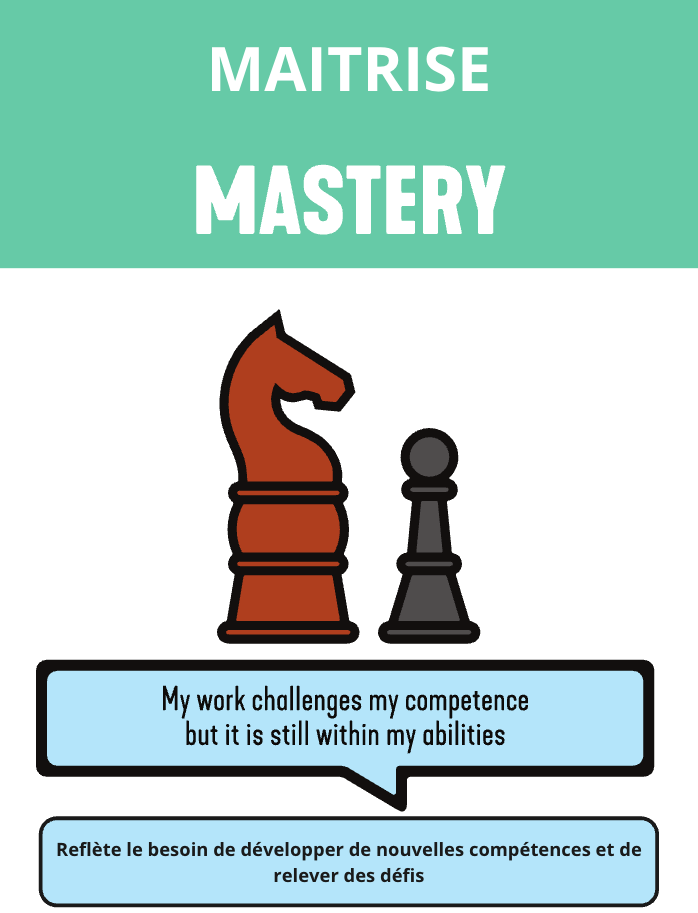 MAITRISE
MASTERY
My work challenges my competence
but it is still within my abilities
Reflète le besoin de développer de nouvelles compétences et de
relever des défis